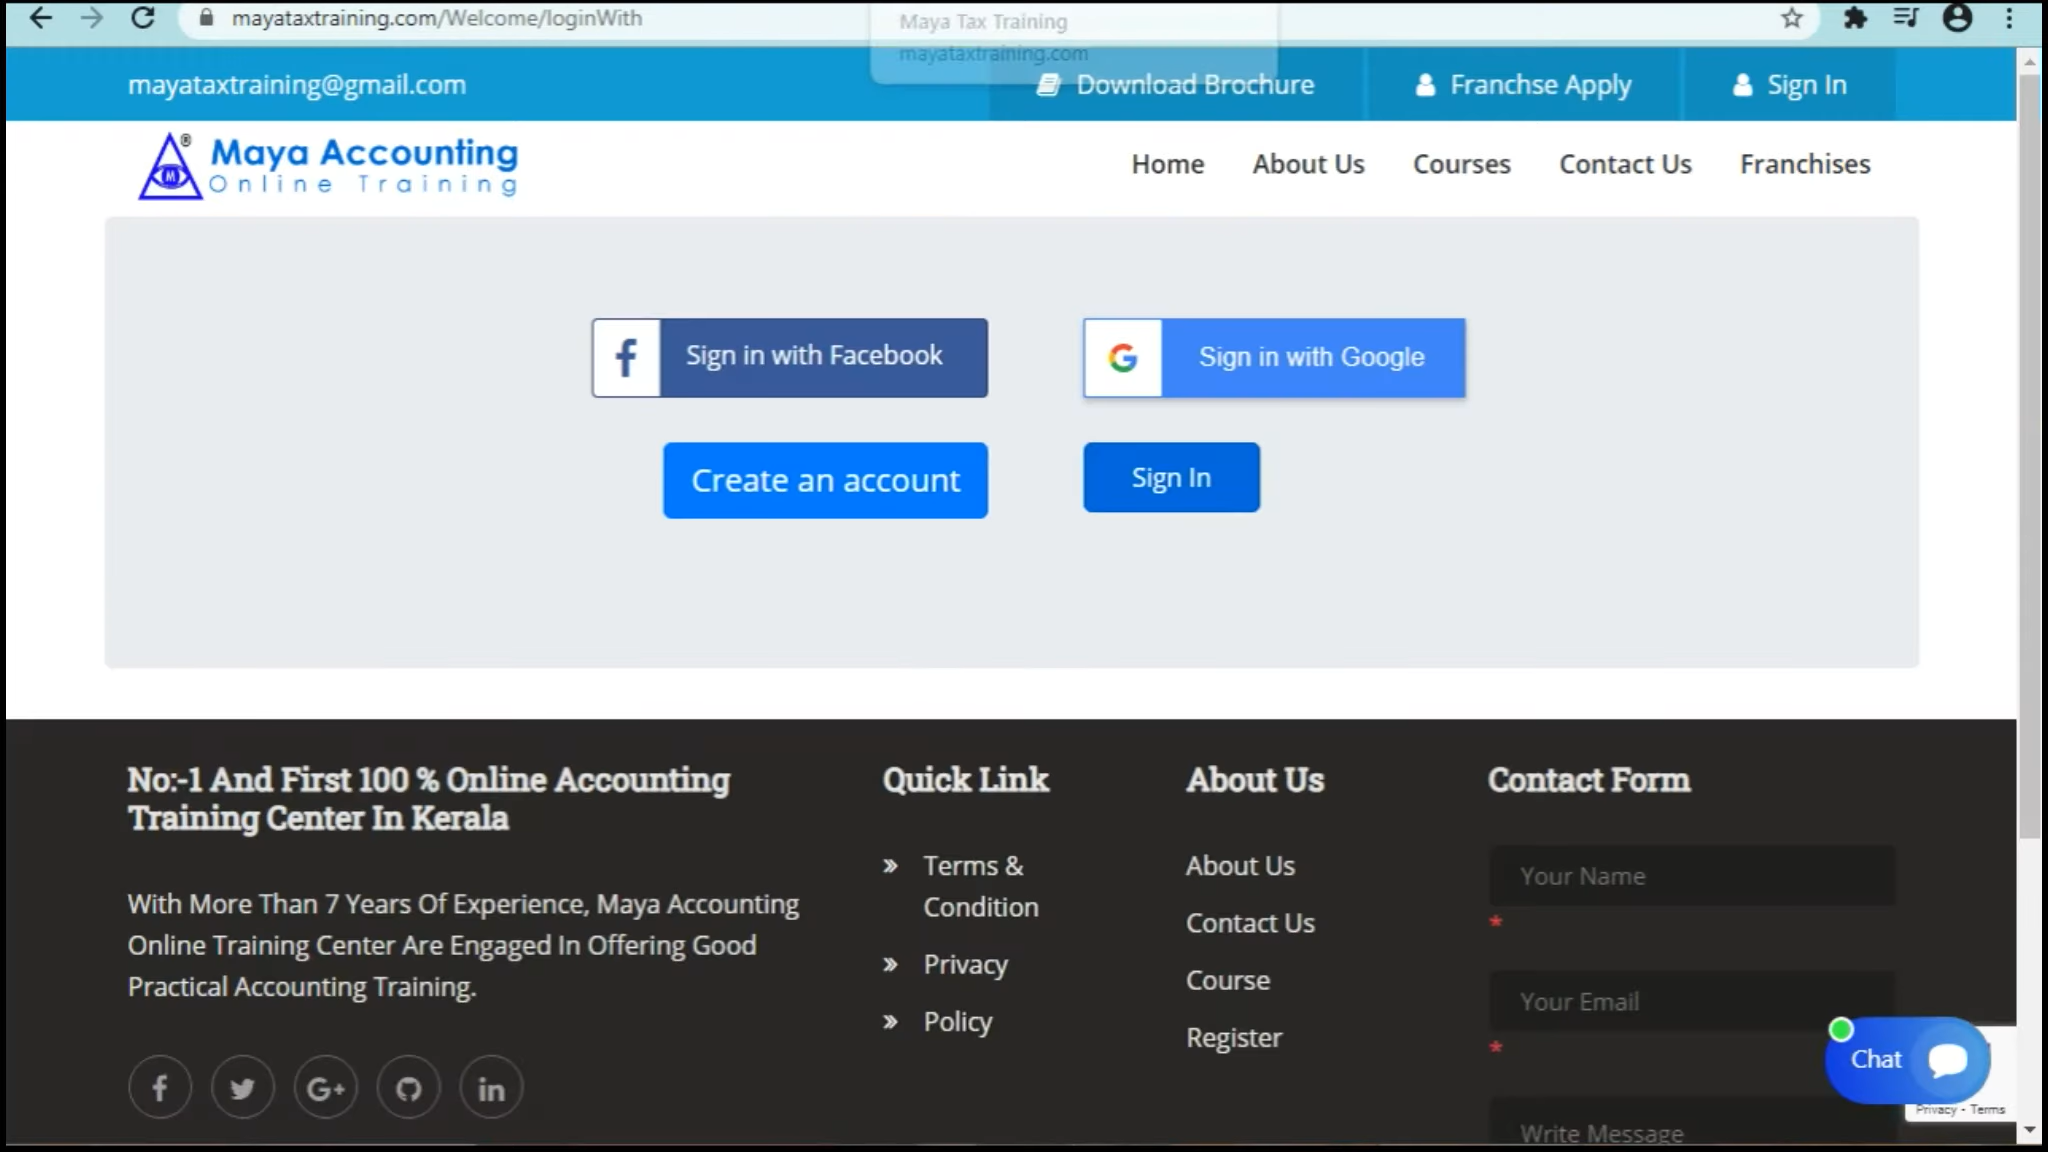 mayataxtraining.com/Welcome/loginWith
Maya Tax Training
mayataxtraining.com
mayataxtraining@gmail.com
Download Brochure
Franchse Apply
Sign In
M
®
Maya Accounting
Online Training
Home
About Us
Courses
Contact Us
Franchises
f
Sign in with Facebook
G
Sign in with Google
Create an account
Sign In
No:-1 And First 100 % Online Accounting
Training Center In Kerala
With More Than 7 Years Of Experience, Maya Accounting
Online Training Center Are Engaged In Offering Good
Practical Accounting Training.
f
G+
in
Quick Link
» Terms &
Condition
» Privacy
» Policy
About Us
About Us
Contact Us
Course
Register
Contact Form
Your Name
*
Your Email
*
Write Message
Chat
Privacy - Terms